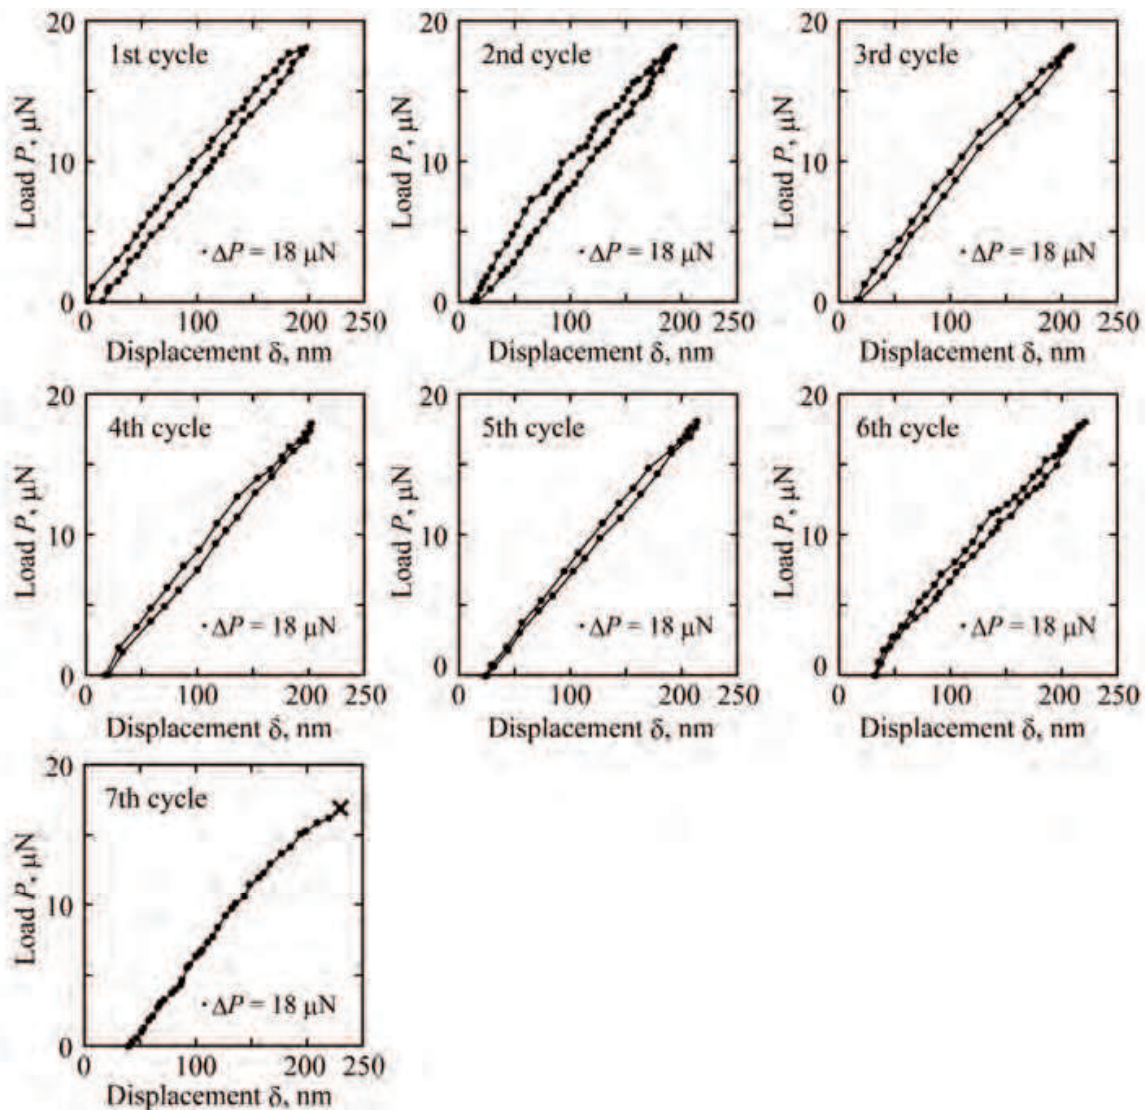 20
1st cycle
Load P, μN
10
· ΔP = 18 μN
0
0 100 200 250
Displacement δ, nm
20
2nd cycle
Load P, μN
10
· ΔP = 18 μN
0
0 100 200 250
Displacement δ, nm
20
3rd cycle
Load P, μN
10
· ΔP = 18 μN
0
0 100 200 250
Displacement δ, nm
20
4th cycle
Load P, μN
10
· ΔP = 18 μN
0
0 100 200 250
Displacement δ, nm
20
5th cycle
Load P, μN
10
· ΔP = 18 μN
0
0 100 200 250
Displacement δ, nm
20
6th cycle
Load P, μN
10
· ΔP = 18 μN
0
0 100 200 250
Displacement δ, nm
20
7th cycle
Load P, μN
10
· ΔP = 18 μN
0
0 100 200 250
Displacement δ, nm